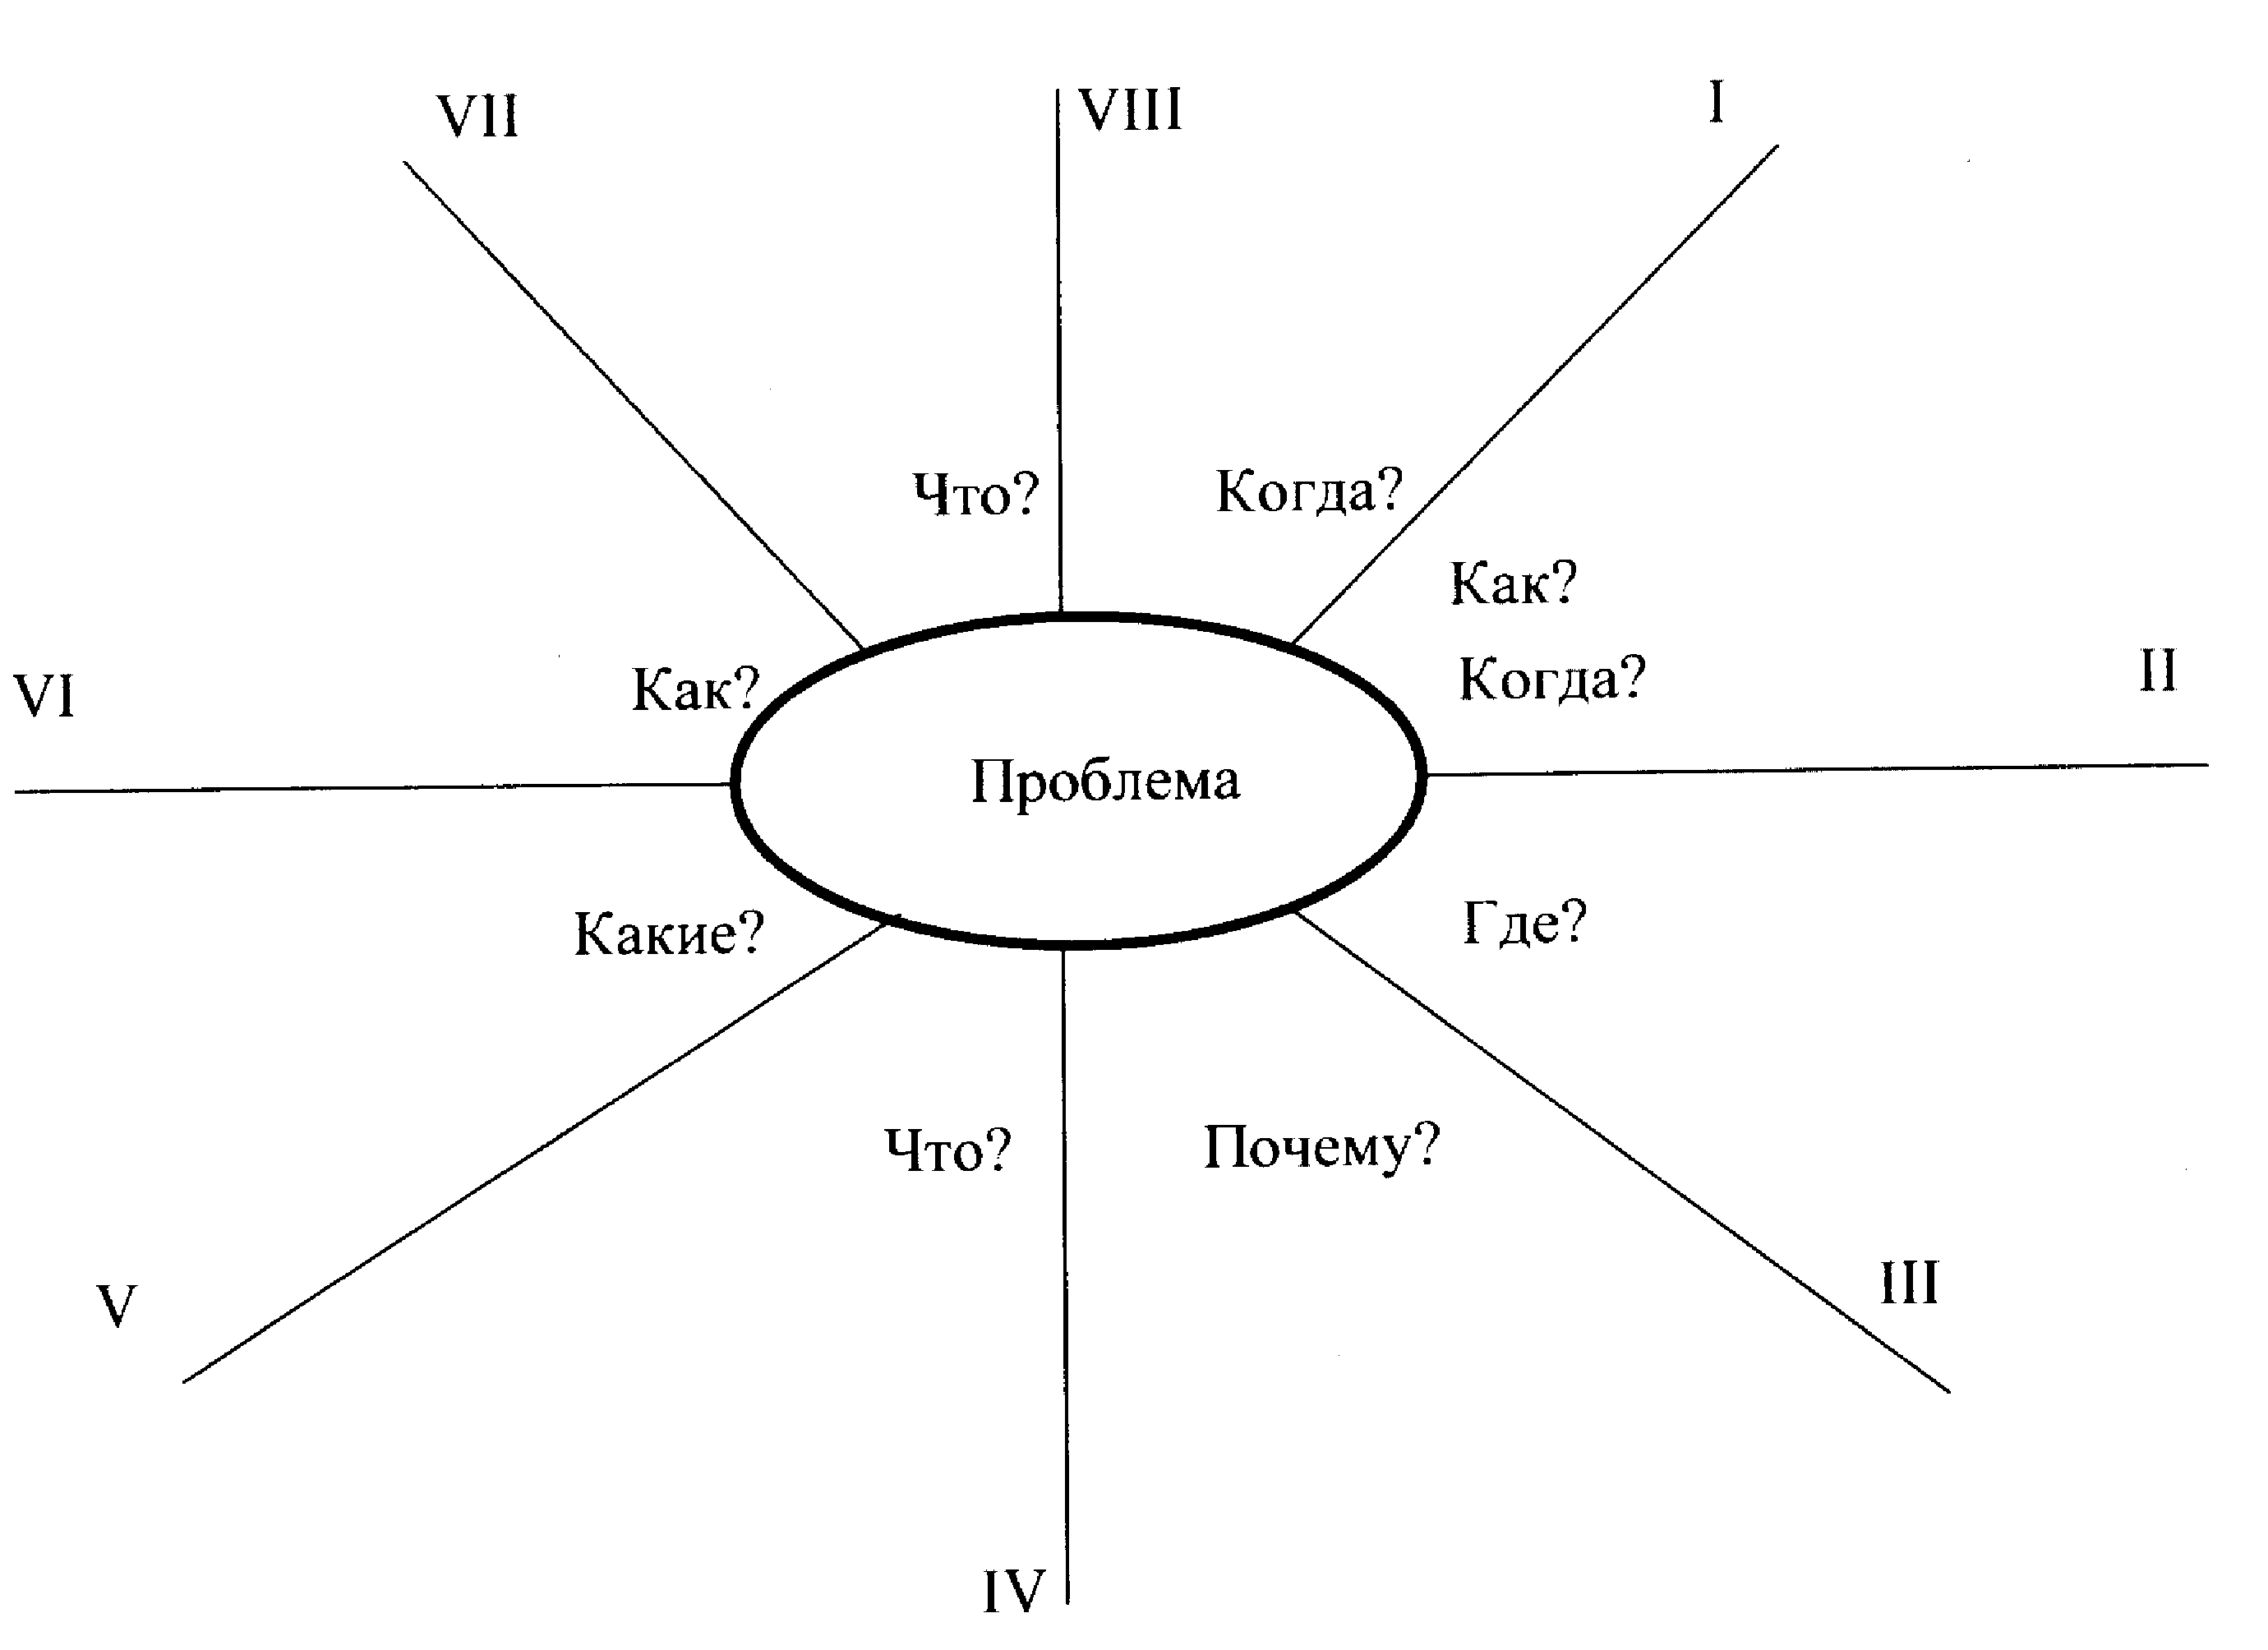 VII
VIII
I
Что?
Когда?
Как?
Когда?
VI
Как?
II
Проблема
Какие?
Где?
Что?
Почему?
V
III
IV